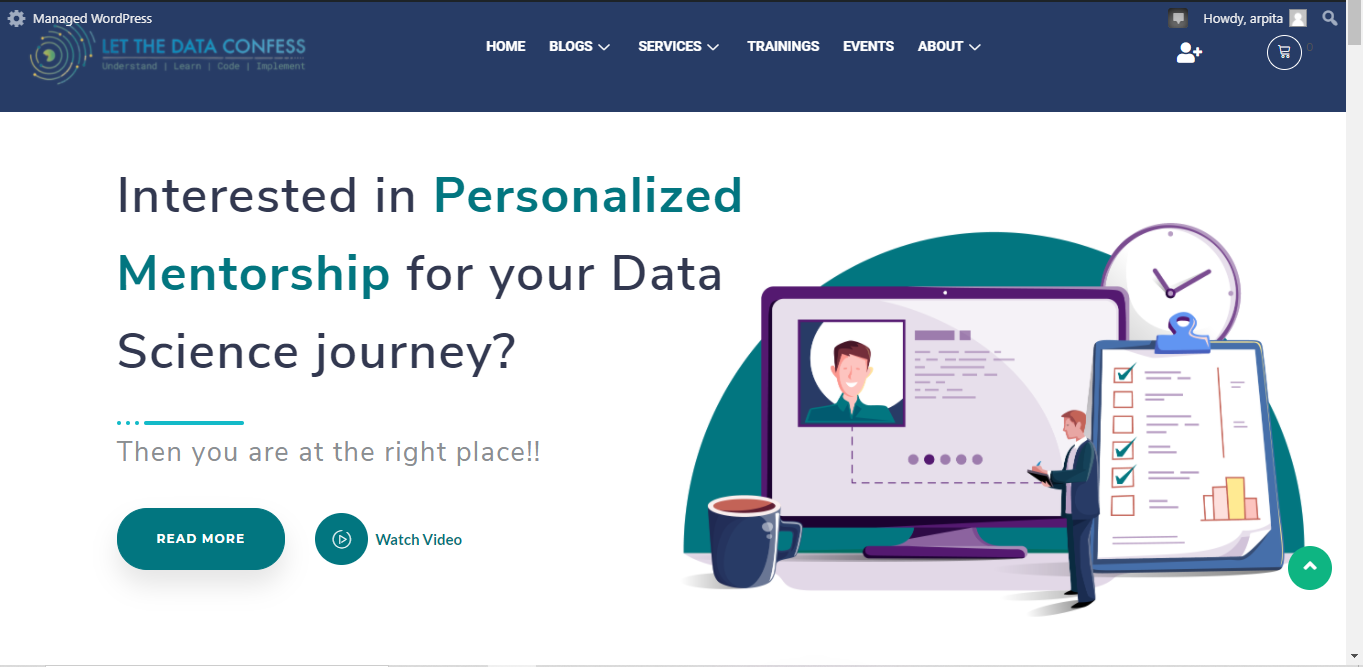 Managed WordPress
Howdy, arpita
LET THE DATA CONFESS
Understand | Learn | Code | Implement
HOME
BLOGS
SERVICES
TRAININGS
EVENTS
ABOUT
0
Interested in Personalized
Mentorship for your Data
Science journey?
Then you are at the right place!!
READ MORE
Watch Video